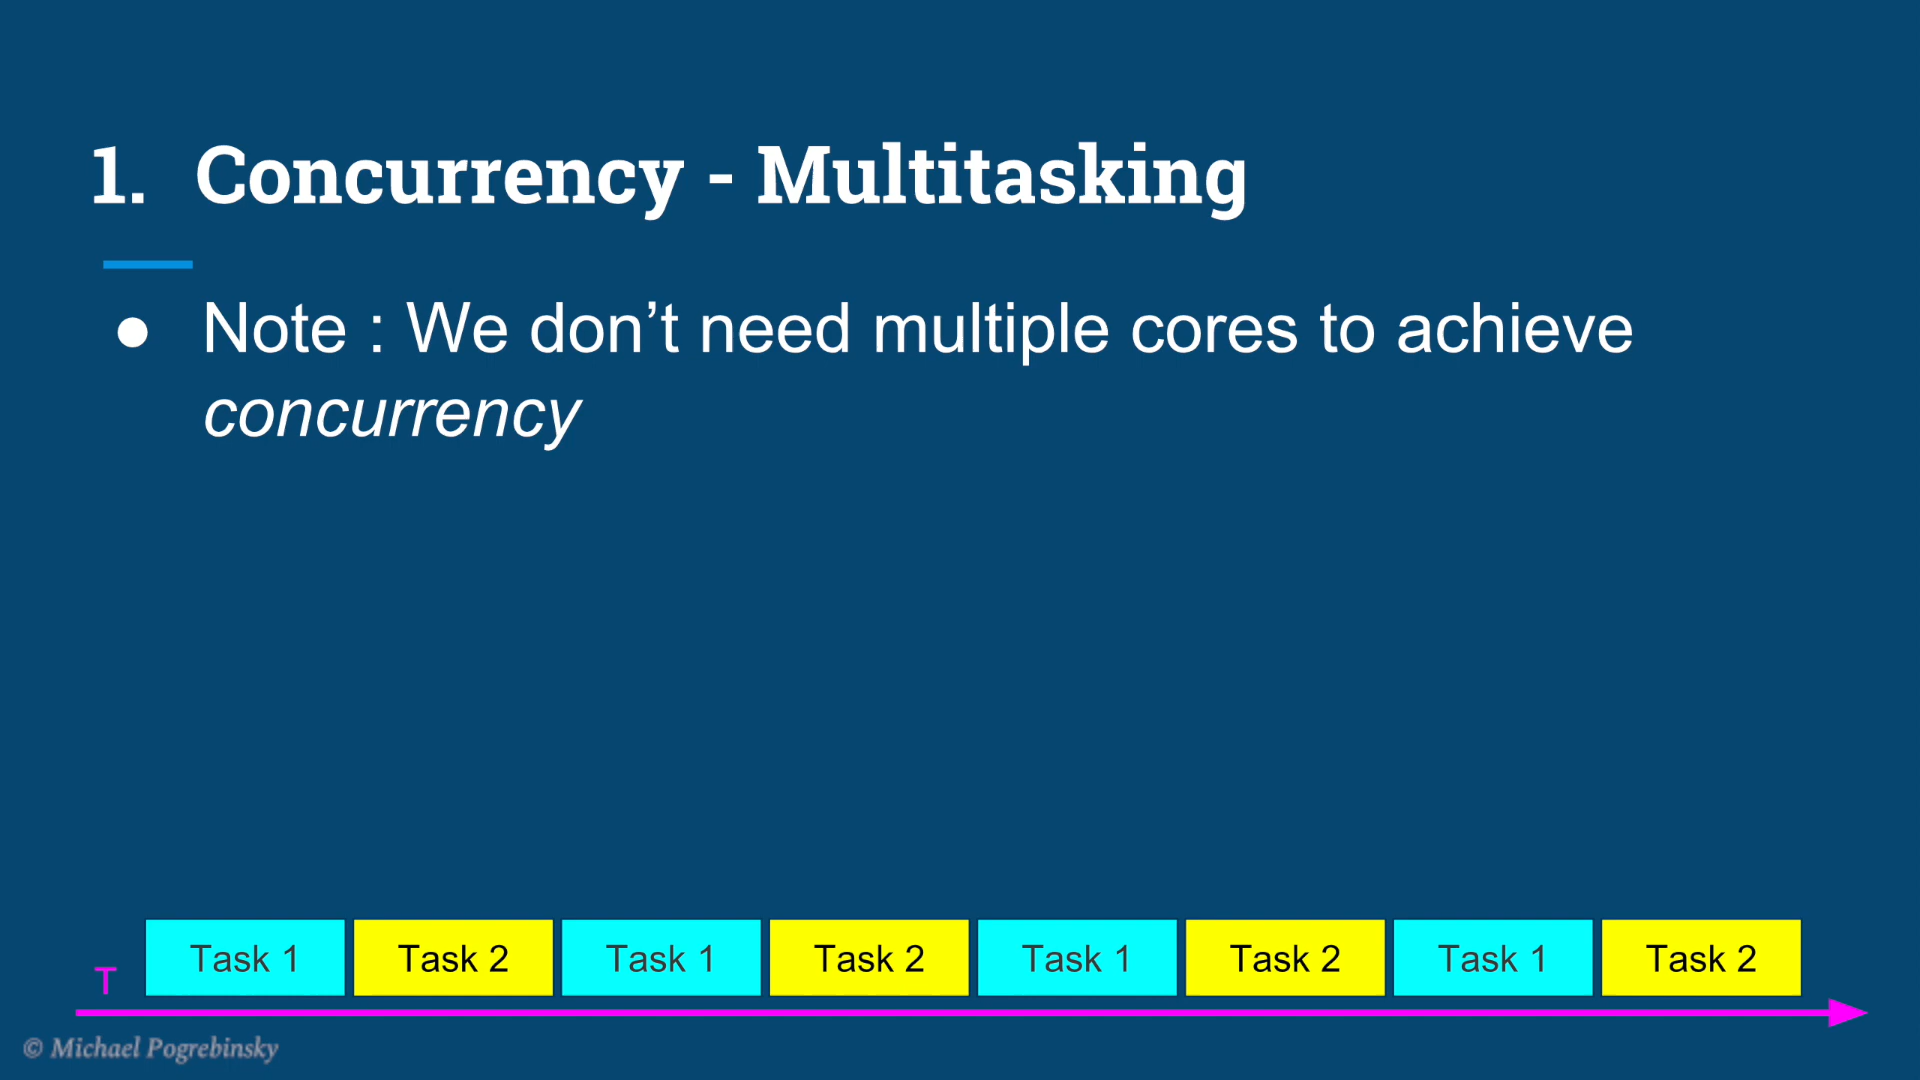 1. Concurrency - Multitasking
● Note : We don’t need multiple cores to achieve
concurrency
Task 1 Task 2 Task 1 Task 2 Task 1 Task 2 Task 1 Task 2
T
© Michael Pogrebinsky